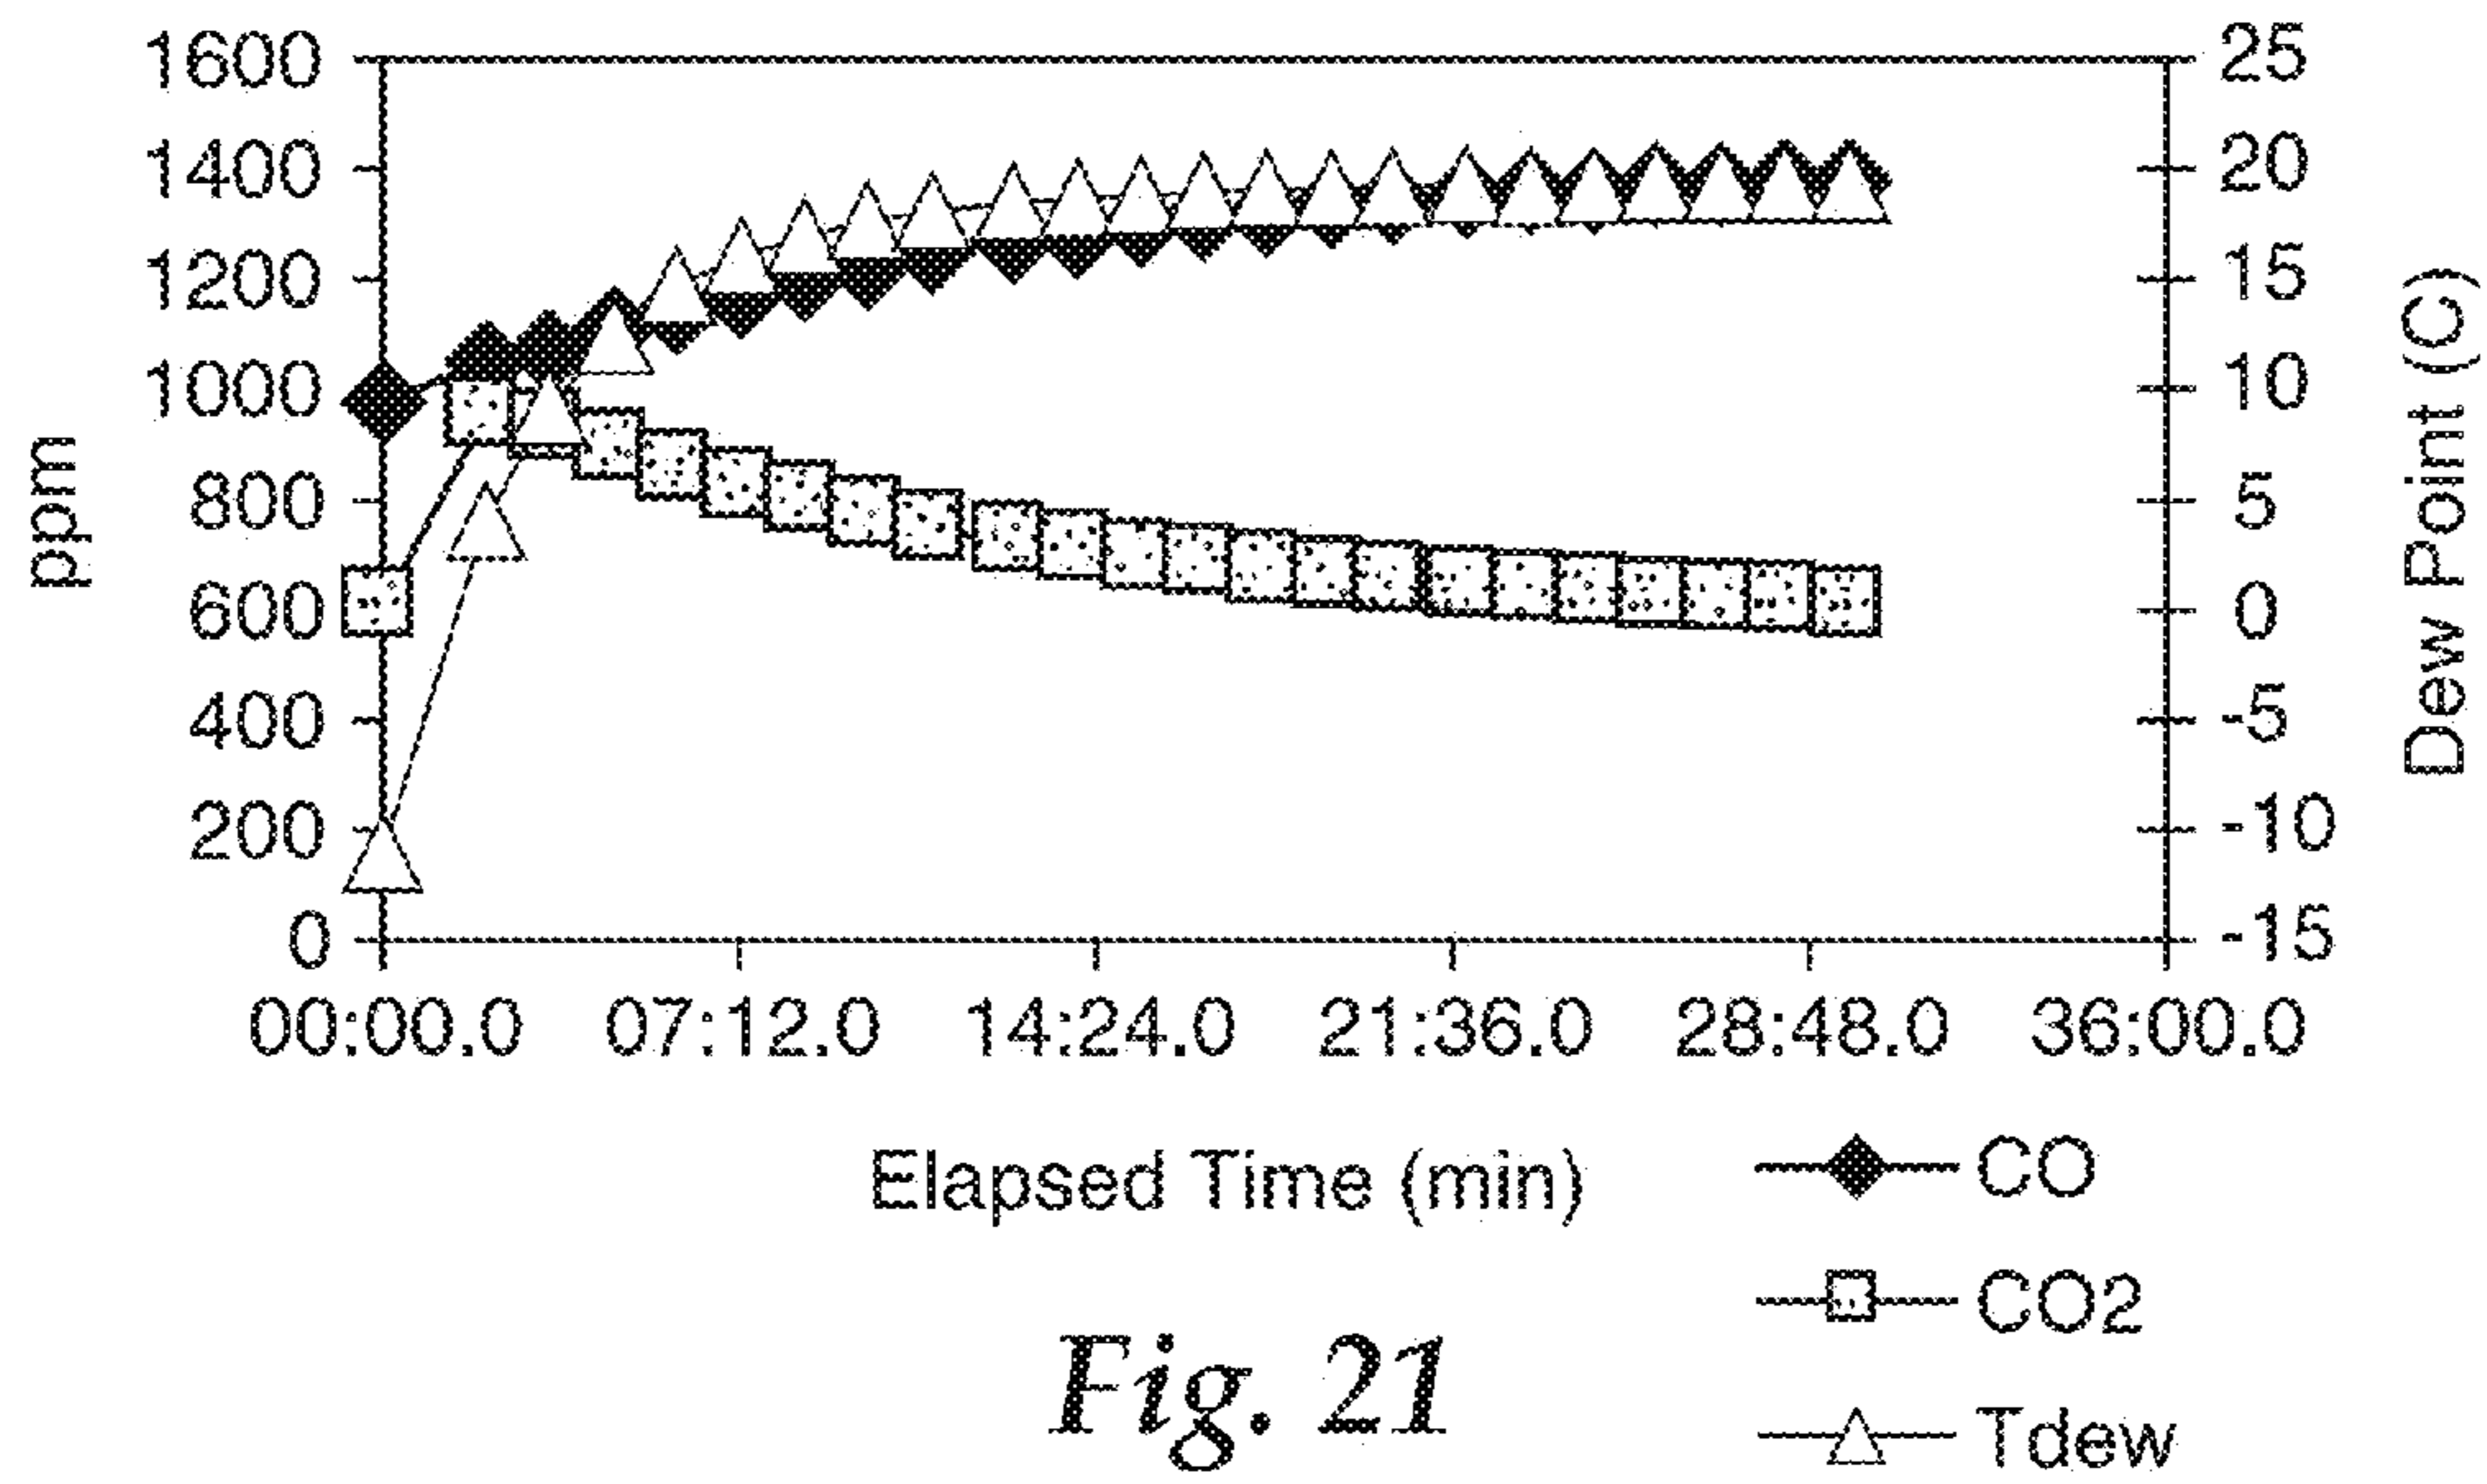 1600
1400
1200
1000
800
600
400
200
0
ppm
25
20
15
10
5
0
-5
-10
-15
Dew Point (C)
00:00.0 07:12.0 14:24.0 21:36.0 28:48.0 36:00.0
Elapsed Time (min)
CO
CO2
Tdew
Fig. 21